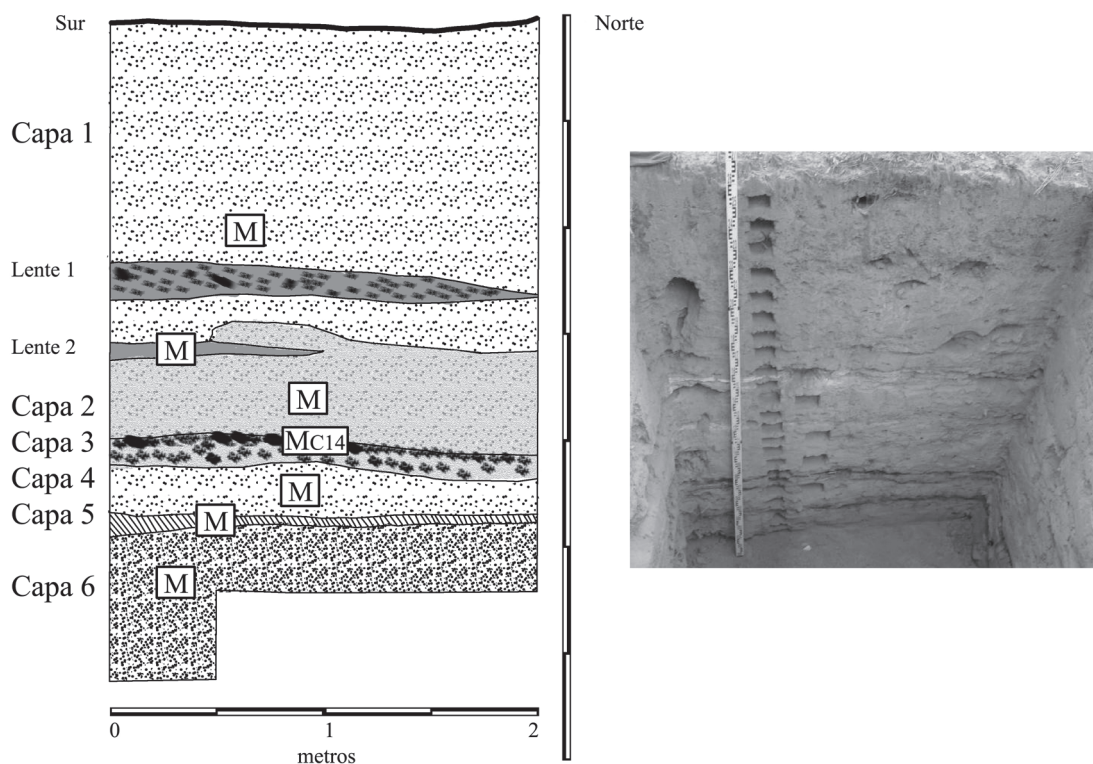 Sur
Norte
Capa 1
M
Lente 1
Lente 2
M
Capa 2
M
Capa 3
MC14
Capa 4
M
Capa 5
M
Capa 6
M
0
1
2
metros